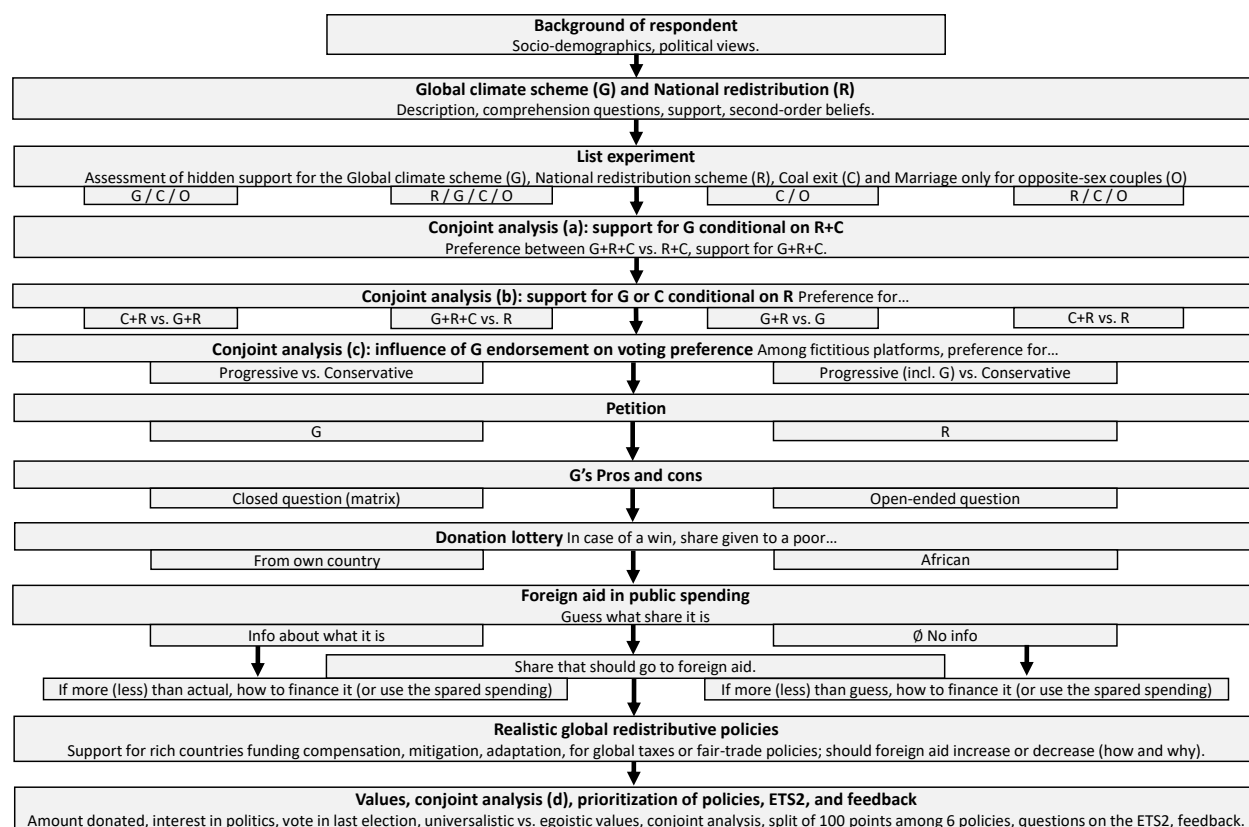 Background of respondent
Socio-demographics, political views.
Global climate scheme (G) and National redistribution (R)
Description, comprehension questions, support, second-order beliefs.
List experiment
Assessment of hidden support for the Global climate scheme (G), National redistribution scheme (R), Coal exit (C) and Marriage only for opposite-sex couples (O)
G / C / O
R / G / C / O
C / O
R / C / O
Conjoint analysis (a): support for G conditional on R+C
Preference between G+R+C vs. R+C, support for G+R+C.
Conjoint analysis (b): support for G or C conditional on R Preference for…
C+R vs. G+R
G+R+C vs. R
G+R vs. G
C+R vs. R
Conjoint analysis (c): influence of G endorsement on voting preference Among fictitious platforms, preference for…
Progressive vs. Conservative
Progressive (incl. G) vs. Conservative
Petition
G
R
G’s Pros and cons
Closed question (matrix)
Open-ended question
Donation lottery In case of a win, share given to a poor…
From own country
African
Foreign aid in public spending
Guess what share it is
Info about what it is
Ø No info
Share that should go to foreign aid.
If more (less) than actual, how to finance it (or use the spared spending)
If more (less) than guess, how to finance it (or use the spared spending)
Realistic global redistributive policies
Support for rich countries funding compensation, mitigation, adaptation, for global taxes or fair-trade policies; should foreign aid increase or decrease (how and why).
Values, conjoint analysis (d), prioritization of policies, ETS2, and feedback
Amount donated, interest in politics, vote in last election, universalistic vs. egoistic values, conjoint analysis, split of 100 points among 6 policies, questions on the ETS2, feedback.